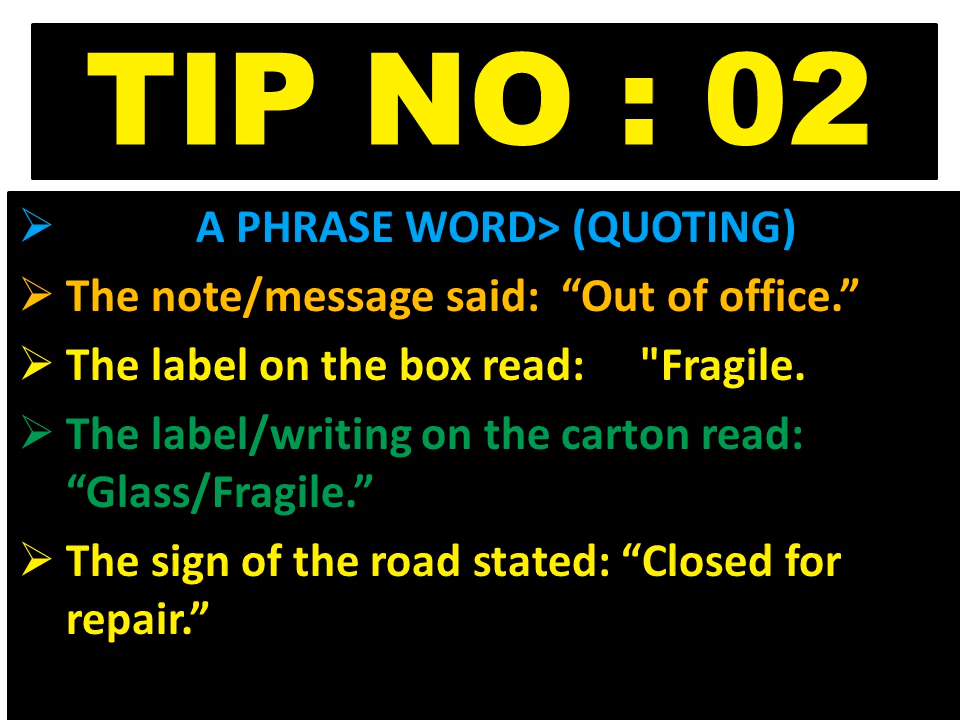 TIP NO : 02
➢ A PHRASE WORD> (QUOTING)
➢ The note/message said: “Out of office.”
➢ The label on the box read: "Fragile.
➢ The label/writing on the carton read:
“Glass/Fragile.”
➢ The sign of the road stated: “Closed for
repair.”